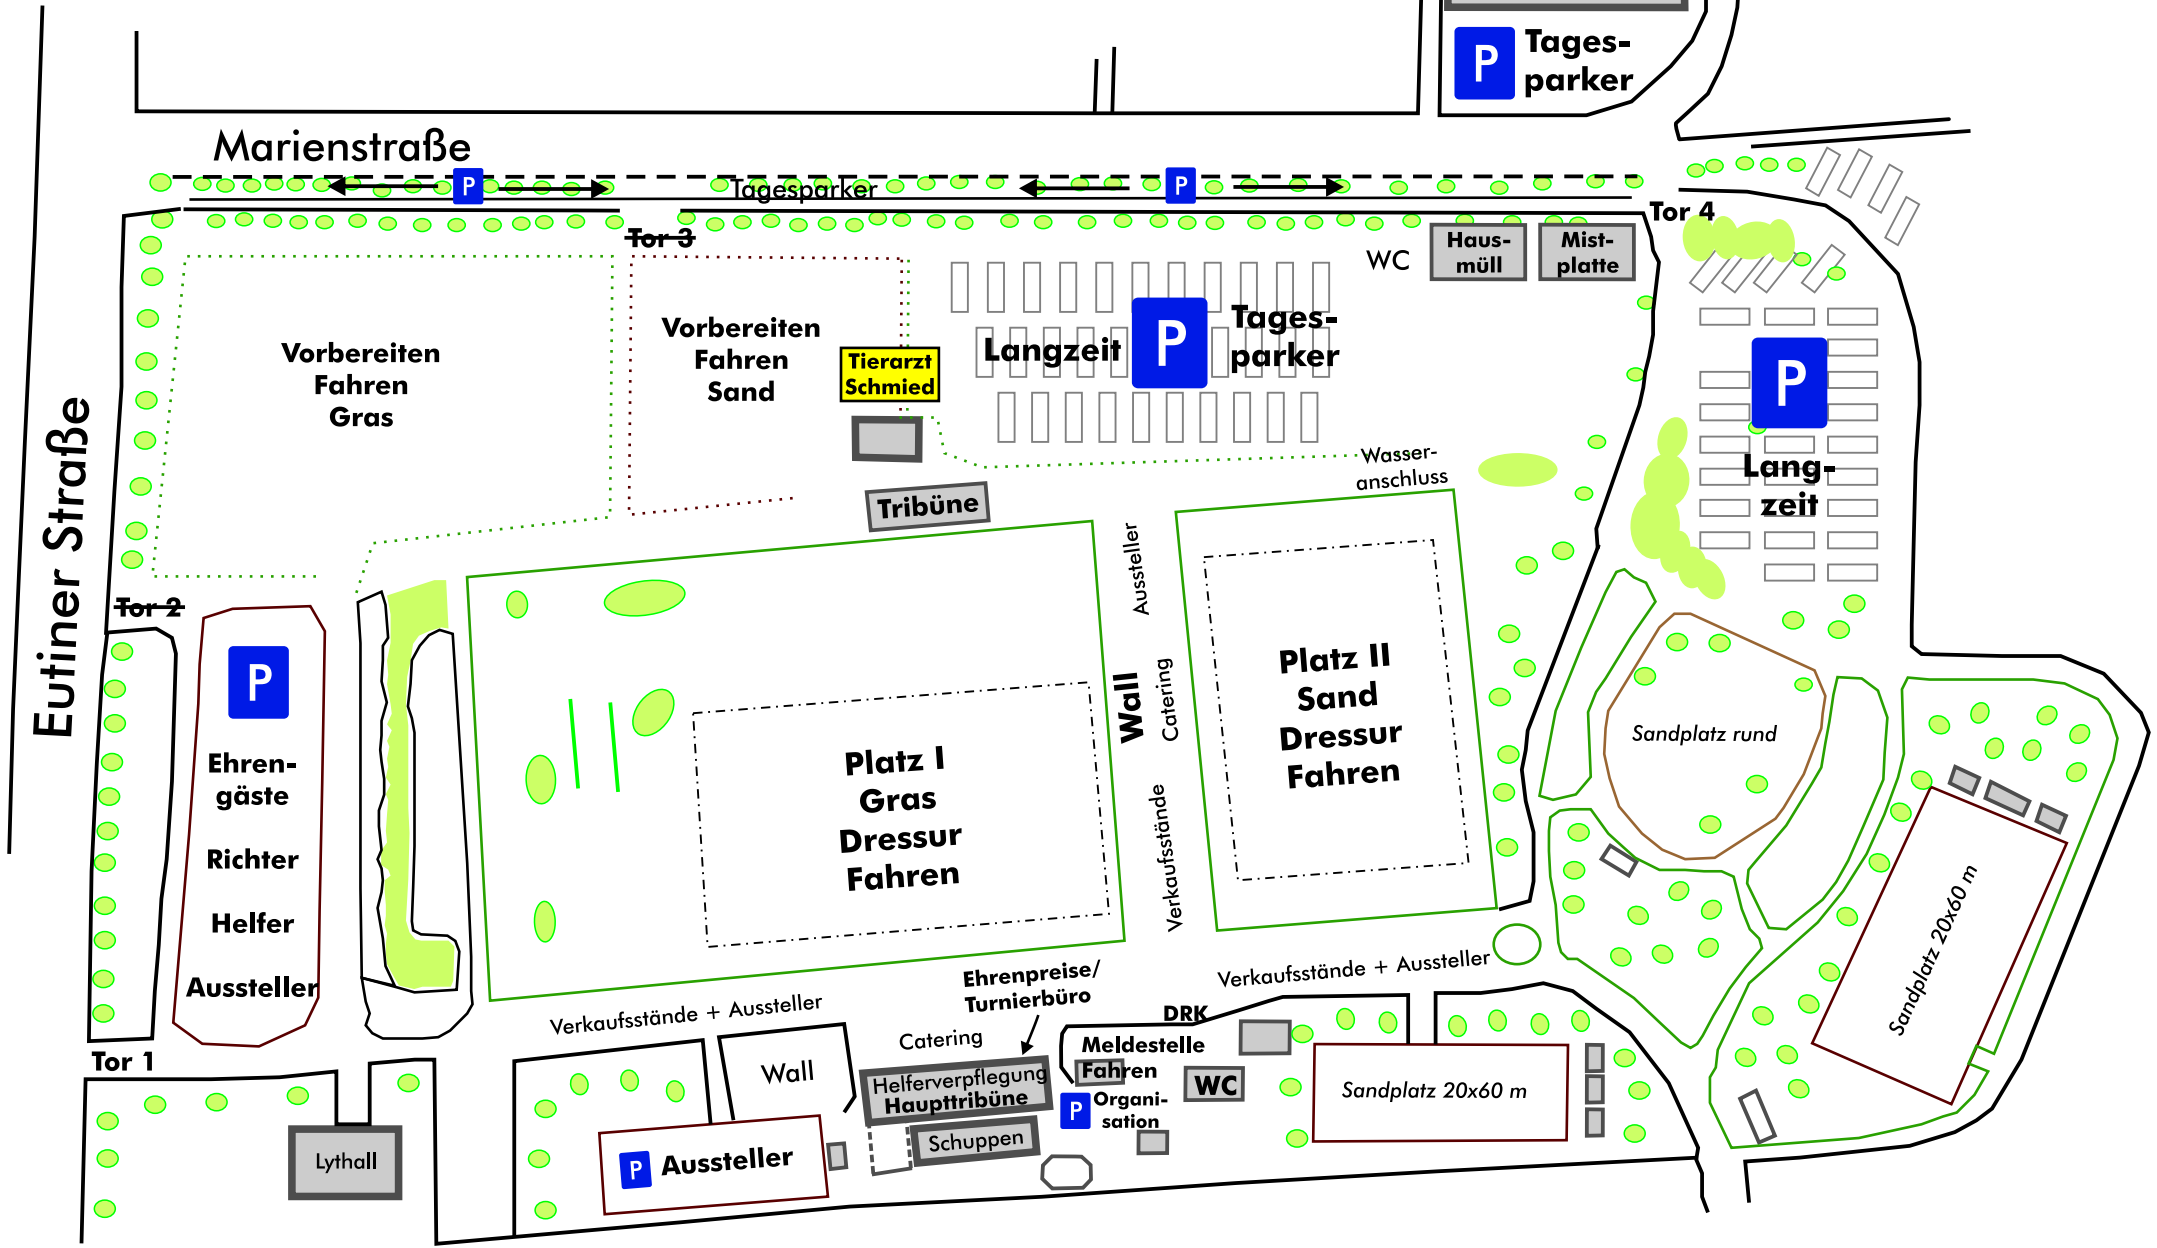 P
Tages-
parker
Marienstraße
P
Tagesparker
P
Tor 4
Tor 3
WC
Haus-
müll
Mist-
platte
Vorbereiten
Fahren
Gras
Vorbereiten
Fahren
Sand
Tierarzt
Schmied
Langzeit
P
Tages-
parker
P
Lang-
zeit
Wasser-
anschluss
Tribüne
Eutiner Straße
Tor 2
P
Ehren-
gäste
Richter
Helfer
Aussteller
Tor 1
Platz I
Gras
Dressur
Fahren
Aussteller
Wall
Catering
Verkaufsstände
Platz II
Sand
Dressur
Fahren
Sandplatz rund
Sandplatz 20x60 m
Verkaufsstände + Aussteller
Ehrenpreise/
Turnierbüro
Verkaufsstände + Aussteller
DRK
Catering
Meldestelle
Fahren
Wall
Helferverpflegung
Haupttribüne
WC
P
Organi-
sation
Schuppen
Sandplatz 20x60 m
Lythall
P
Aussteller